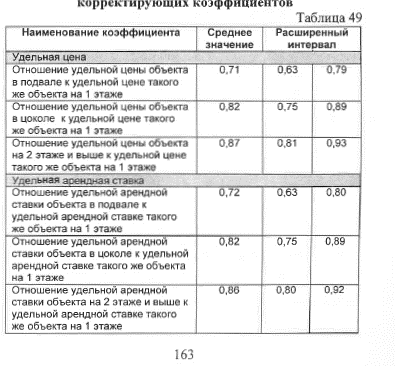 корректирующих коэффициентов
Таблица 49
Наименование коэффициента Среднее значение Расширенный интервал
Удельная цена
Отношение удельной цены объекта 0,71 0,63 0,79
в подвале к удельной цене такого
же объекта на 1 этаже
Отношение удельной цены объекта 0,82 0,75 0,89
в цоколе к удельной цене такого
же объекта на 1 этаже
Отношение удельной цены объекта 0,87 0,81 0,93
на 2 этаже и выше к удельной цене
такого же объекта на 1 этаже
Удельная арендная ставка
Отношение удельной арендной 0,72 0,63 0,80
ставки объекта в подвале к
удельной арендной ставке такого
же объекта на 1 этаже
Отношение удельной арендной 0,82 0,75 0,89
ставки объекта в цоколе к удельной
арендной ставке такого же объекта
на 1 этаже
Отношение удельной арендной 0,86 0,80 0,92
ставки объекта на 2 этаже и выше к
удельной арендной ставке такого
же объекта на 1 этаже
163